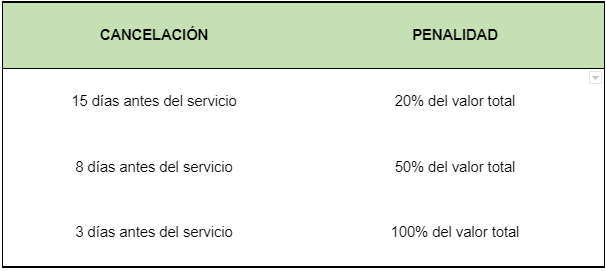 CANCELACIÓN PENALIDAD
15 días antes del servicio 20% del valor total
8 días antes del servicio 50% del valor total
3 días antes del servicio 100% del valor total